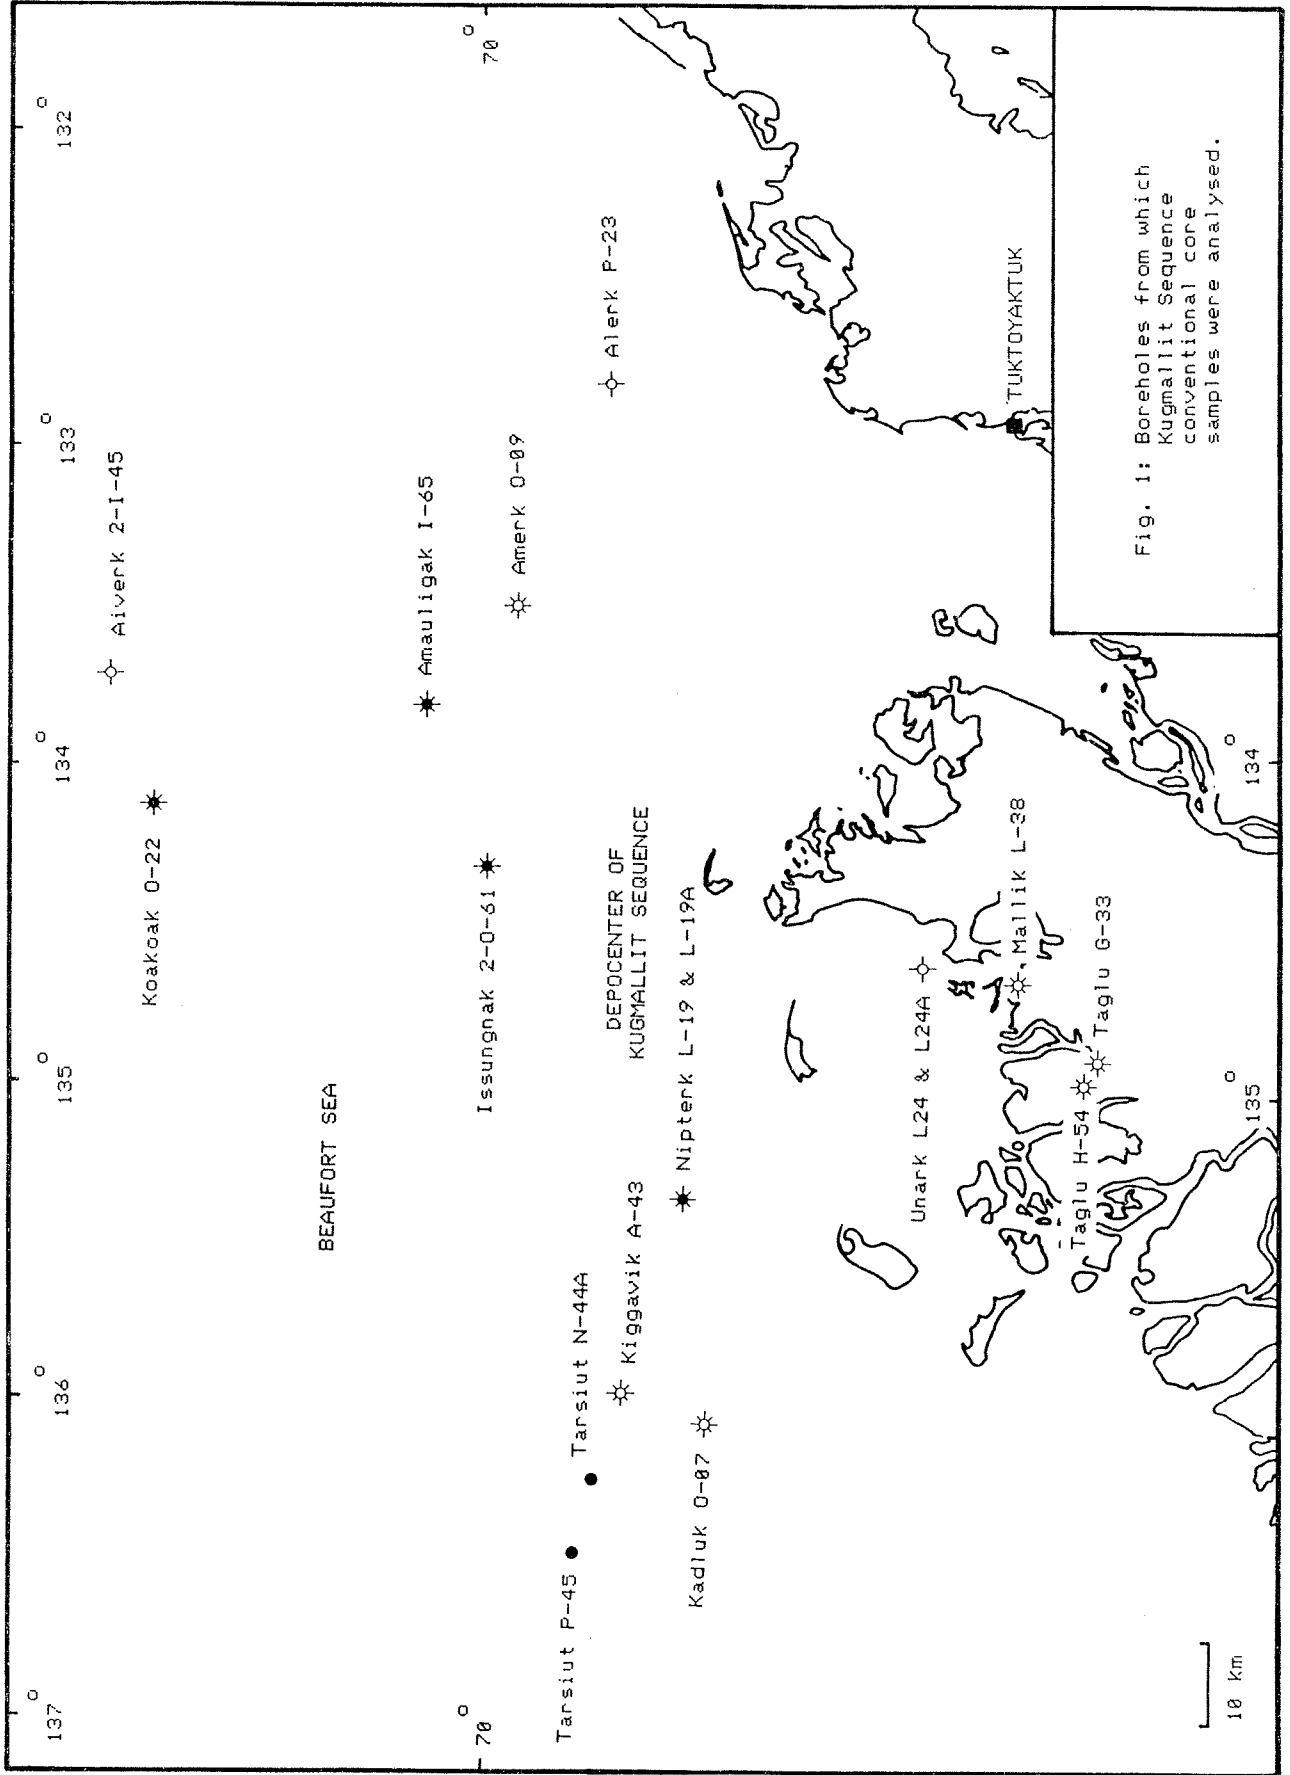 137 o
136 o
135 o
134 o
133 o
132 o
Koakoak O-22
Aiverk 2-I-45
BEAUFORT SEA
Amauligak I-65
70 o
70 o
Issungnak 2-O-61
Amerk O-09
Tarsiut P-45
Tarsiut N-44A
Kiggavik A-43
DEPOCENTER OF
KUGMALLIT SEQUENCE
Alerk P-23
Kadluk O-07
Nipterk L-19 & L-19A
Unark L24 & L24A
Mallik L-38
TUKTOYAKTUK
Taglu H-54
Taglu G-33
10 Km
135 o
134 o
Fig. 1: Boreholes from which
Kugmallit Sequence
conventional core
samples were analysed.